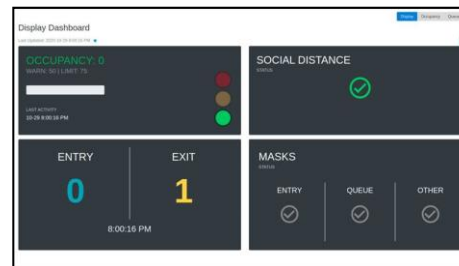 Display Occupancy Queue
Display Dashboard
OCCUPANCY: 0
WARN: 50 | LIMIT: 75
LAST ACTIVITY:
10-29 8:00:16 PM
SOCIAL DISTANCE
STATUS
ENTRY
EXIT
0
1
8:00:16 PM
MASKS
STATUS
ENTRY
QUEUE
OTHER